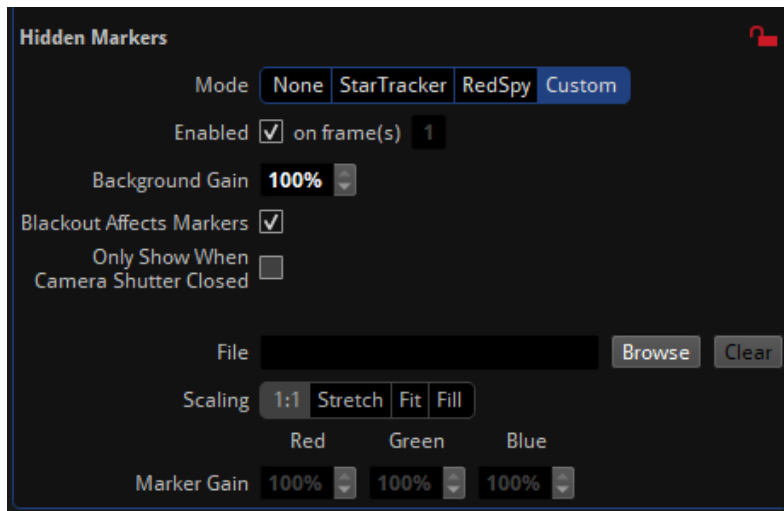 Hidden Markers
Mode None StarTracker RedSpy Custom
Enabled on frame(s) 1
Background Gain 100%
Blackout Affects Markers
Only Show When
Camera Shutter Closed
File Browse Clear
Scaling 1:1 Stretch Fit Fill
Red Green Blue
Marker Gain 100% 100% 100%